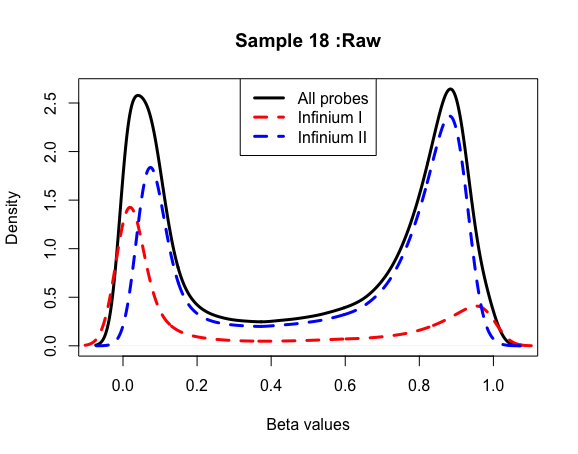 Sample 18 :Raw
All probes
Infinium I
Infinium II
Density
0.0 0.5 1.0 1.5 2.0 2.5
0.0 0.2 0.4 0.6 0.8 1.0
Beta values